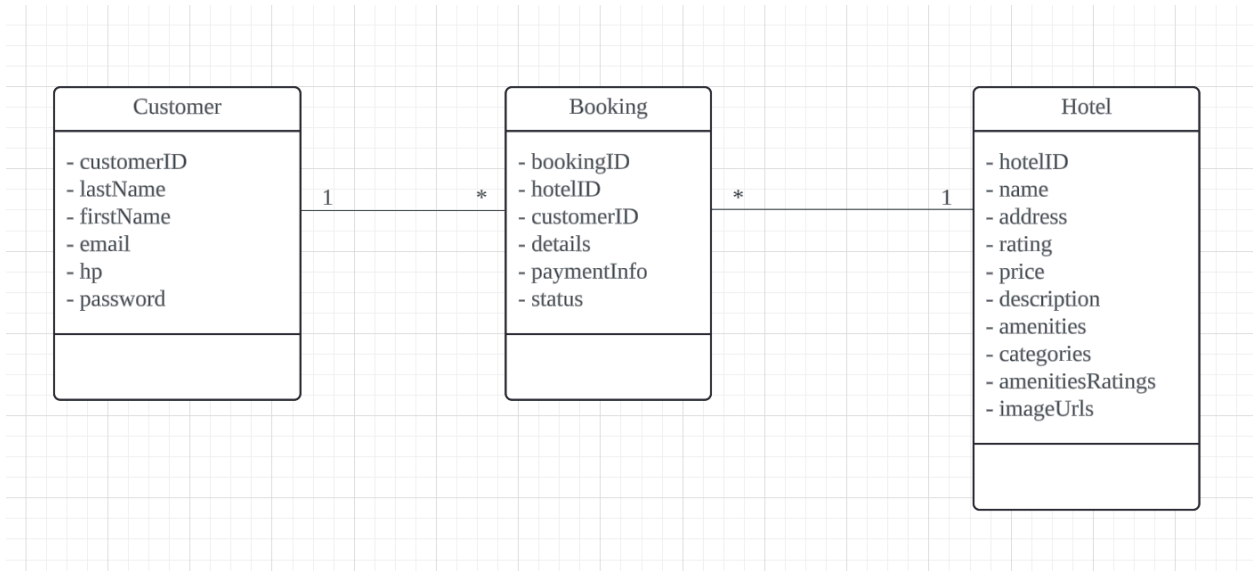 Customer
- customerID
- lastName
- firstName
- email
- hp
- password
1
*
Booking
- bookingID
- hotelID
- customerID
- details
- paymentInfo
- status
*
1
Hotel
- hotelID
- name
- address
- rating
- price
- description
- amenities
- categories
- amenitiesRatings
- imageUrls